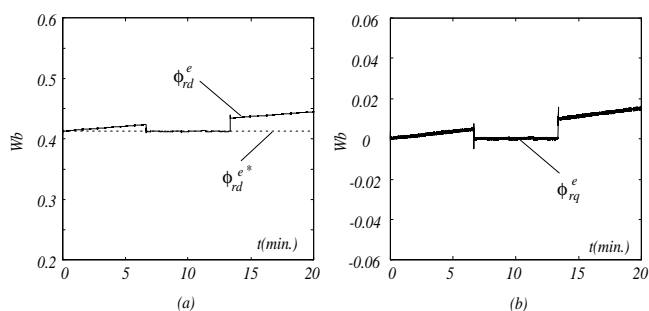 0.6
0.5
Wb
0.4
0.3
0.2
ϕ_rd^e
ϕ_rd^e*
t(min.)
0 5 10 15 20
(a)
0.06
0.04
0.02
Wb
0
-0.02
-0.04
-0.06
ϕ_rq^e
t(min.)
0 5 10 15 20
(b)